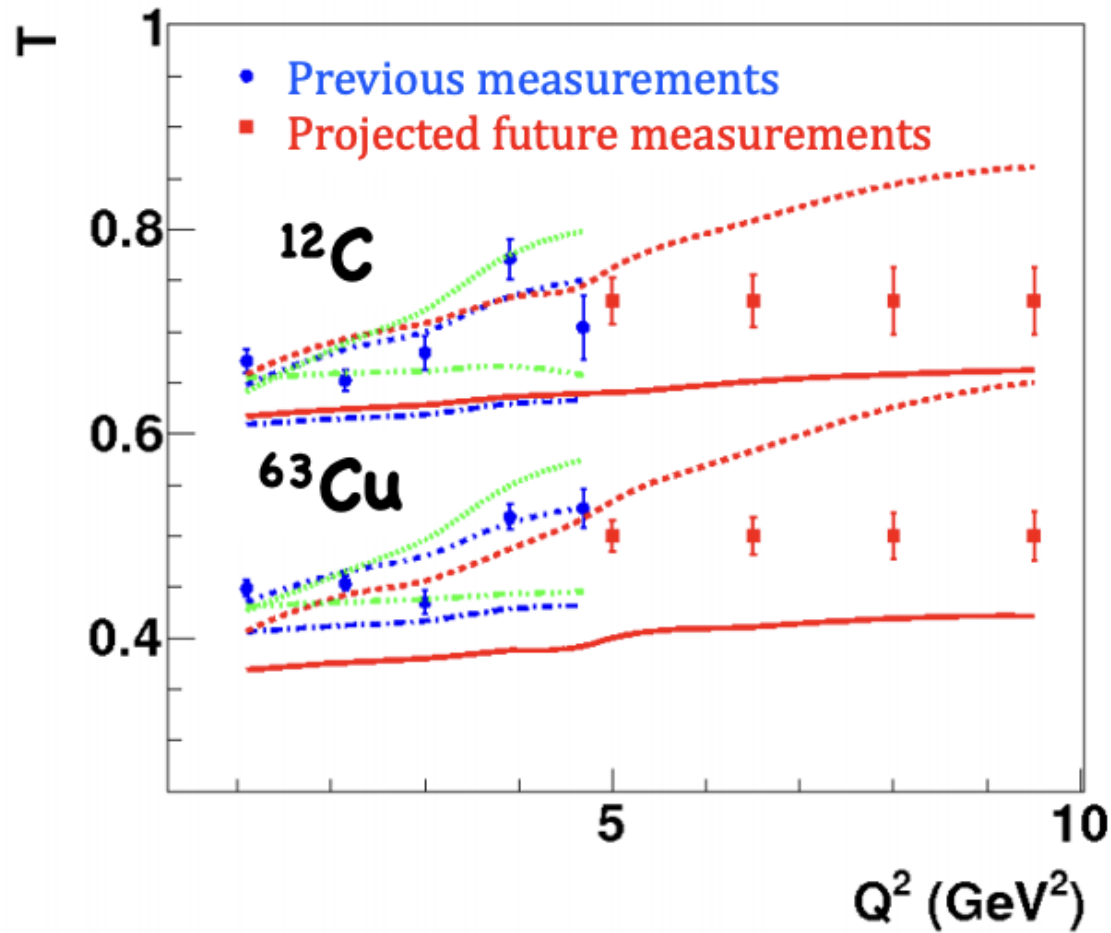 T
1
Previous measurements
Projected future measurements
0.8
¹²C
0.6
⁶³Cu
0.4
5
10
Q² (GeV²)